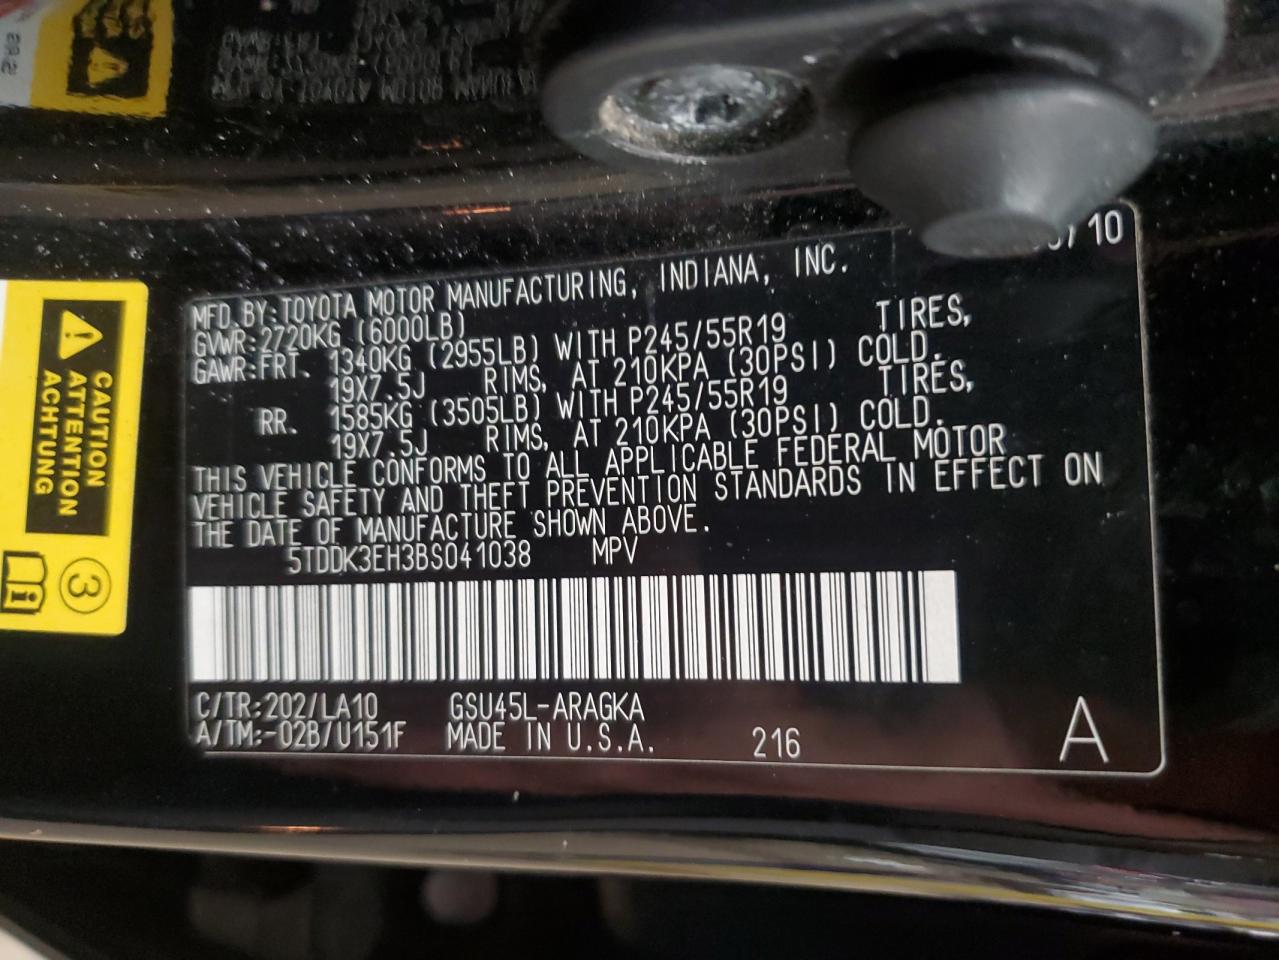 /10
MFD. BY: TOYOTA MOTOR MANUFACTURING, INDIANA, INC.
GVWR: 2720KG (6000LB)
GAWR: FRT. 1340KG (2955LB) WITH P245/55R19 TIRES,
19X7.5J RIMS, AT 210KPA (30PSI) COLD.
RR. 1585KG (3505LB) WITH P245/55R19 TIRES,
19X7.5J RIMS, AT 210KPA (30PSI) COLD.
THIS VEHICLE CONFORMS TO ALL APPLICABLE FEDERAL MOTOR
VEHICLE SAFETY AND THEFT PREVENTION STANDARDS IN EFFECT ON
THE DATE OF MANUFACTURE SHOWN ABOVE.
5TDDK3EH3BS041038 MPV
C/TR: 202/LA10 GSU45L-ARAGKA
A/TM: -02B/U151F MADE IN U.S.A. 216 A
CAUTION
ATTENTION
ACHTUNG
3